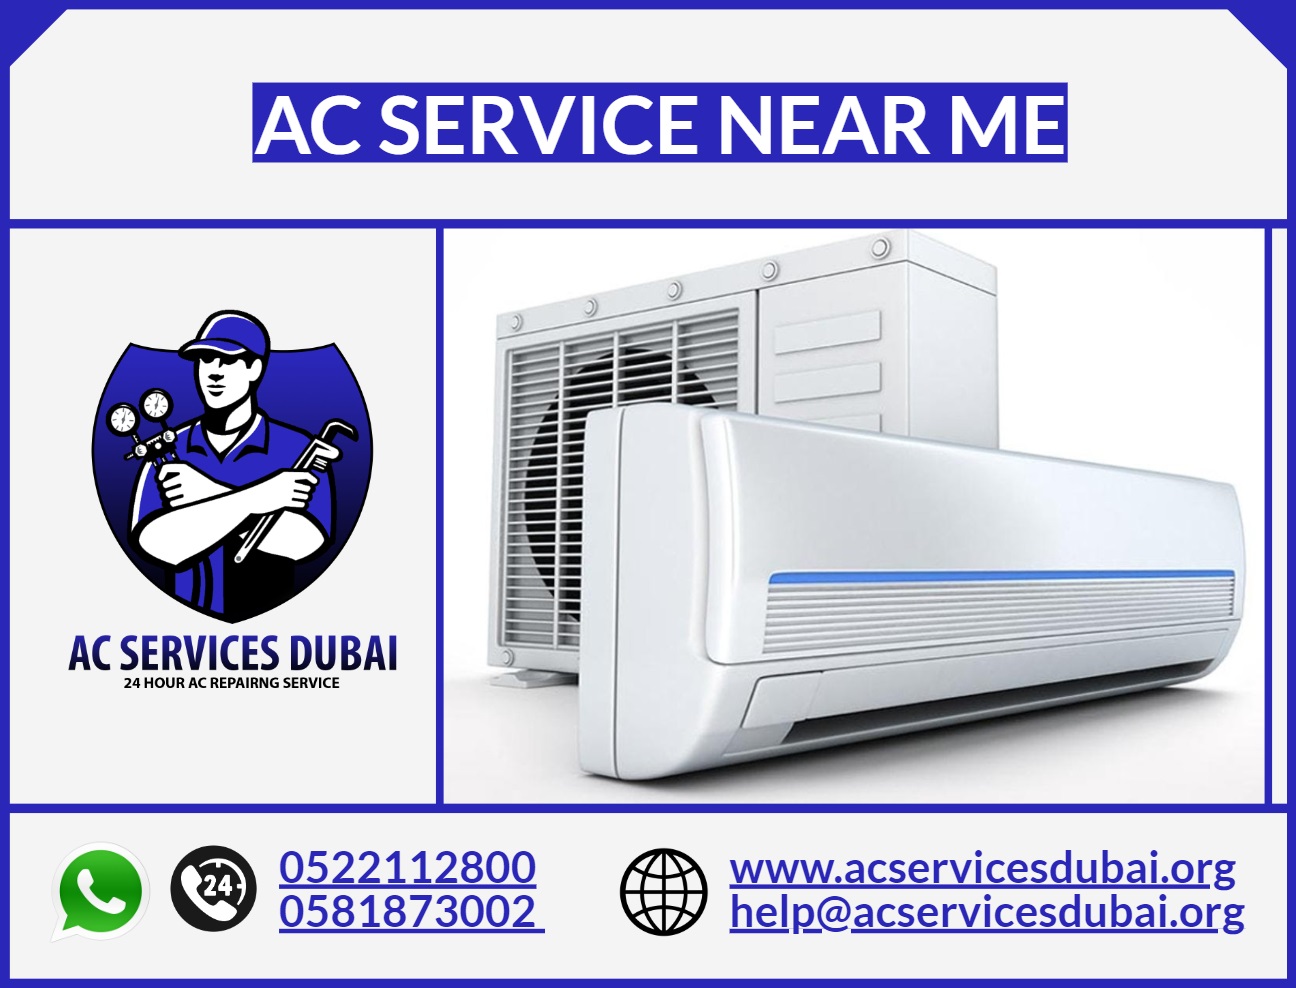 AC SERVICE NEAR ME
AC SERVICES DUBAI
24 HOUR AC REPAIRNG SERVICE
24
0522112800
0581873002
www.acservicesdubai.org
help@acservicesdubai.org